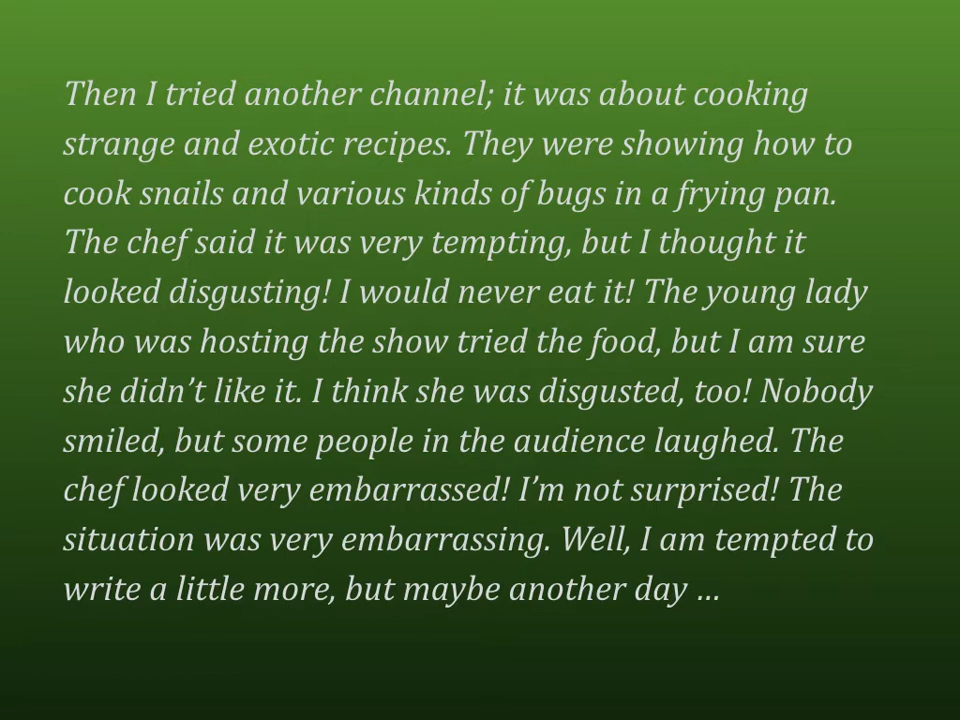 Then I tried another channel; it was about cooking
strange and exotic recipes. They were showing how to
cook snails and various kinds of bugs in a frying pan.
The chef said it was very tempting, but I thought it
looked disgusting! I would never eat it! The young lady
who was hosting the show tried the food, but I am sure
she didn’t like it. I think she was disgusted, too! Nobody
smiled, but some people in the audience laughed. The
chef looked very embarrassed! I’m not surprised! The
situation was very embarrassing. Well, I am tempted to
write a little more, but maybe another day …